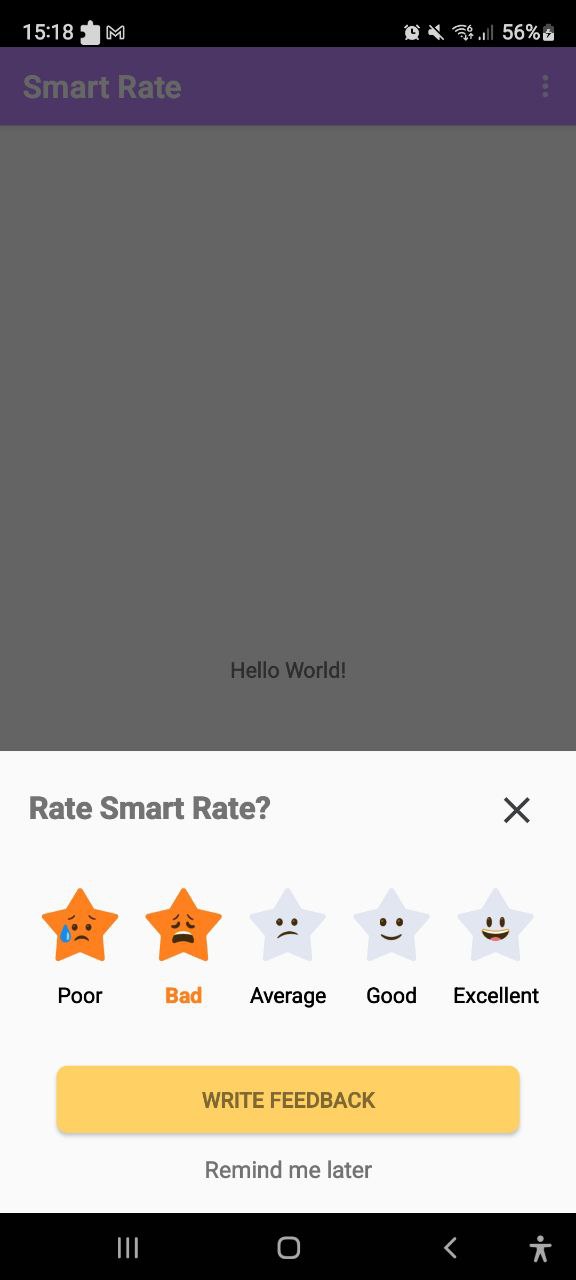 15:18 56%
Smart Rate
Hello World!
Rate Smart Rate?
Poor Bad Average Good Excellent
WRITE FEEDBACK
Remind me later